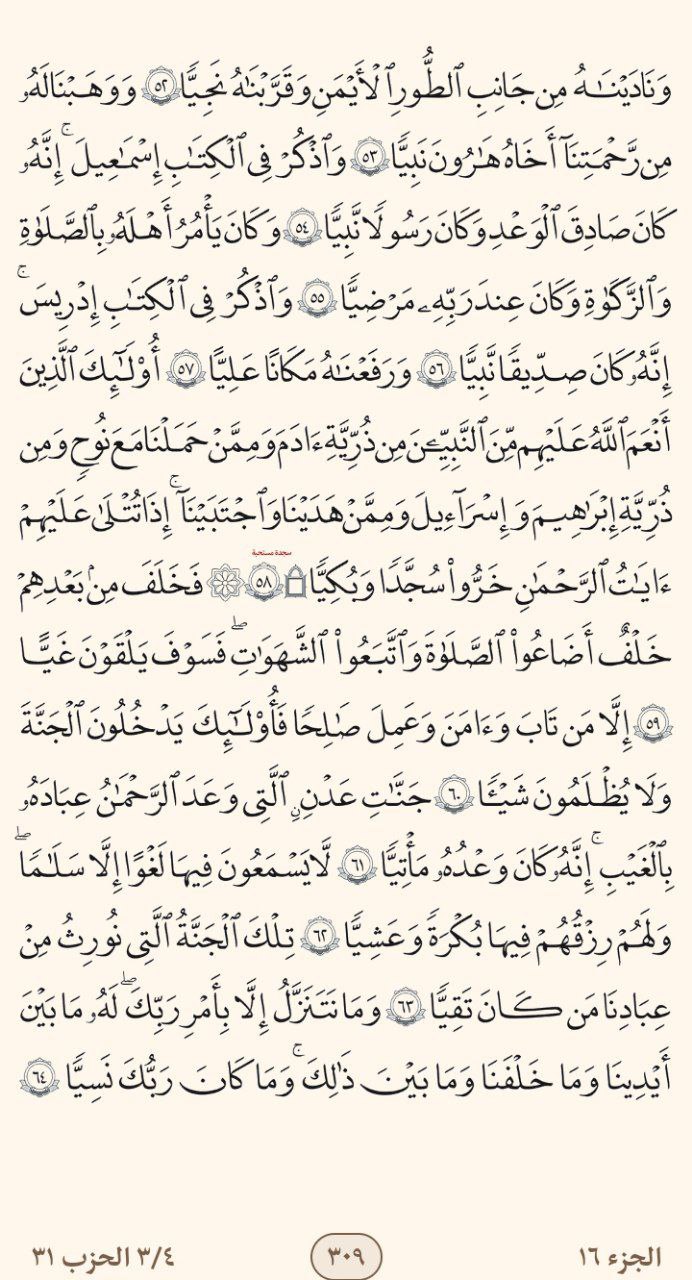 وَنَٰدَيْنَٰهُ مِن جَانِبِ ٱلطُّورِ ٱلْأَيْمَنِ وَقَرَّبْنَٰهُ نَجِيًّا ٥٢ وَوَهَبْنَا لَهُۥ
مِن رَّحْمَتِنَآ أَخَاهُ هَٰرُونَ نَبِيًّا ٥٣ وَٱذْكُرْ فِى ٱلْكِتَٰبِ إِسْمَٰعِيلَ ۚ إِنَّهُۥ
كَانَ صَادِقَ ٱلْوَعْدِ وَكَانَ رَسُولًا نَّبِيًّا ٥٤ وَكَانَ يَأْمُرُ أَهْلَهُۥ بِٱلصَّلَوٰةِ
وَٱلزَّكَوٰةِ وَكَانَ عِندَ رَبِّهِۦ مَرْضِيًّا ٥٥ وَٱذْكُرْ فِى ٱلْكِتَٰبِ إِدْرِيسَ ۚ
إِنَّهُۥ كَانَ صِدِّيقًا نَّبِيًّا ٥٦ وَرَفَعْنَٰهُ مَكَانًا عَلِيًّا ٥٧ أُو۟لَٰٓئِكَ ٱلَّذِينَ
أَنْعَمَ ٱللَّهُ عَلَيْهِم مِّنَ ٱلنَّبِيِّـۧنَ مِن ذُرِّيَّةِ ءَادَمَ وَمِمَّنْ حَمَلْنَا مَعَ نُوحٍ وَمِن
ذُرِّيَّةِ إِبْرَٰهِيمَ وَإِسْرَٰٓءِيلَ وَمِمَّنْ هَدَيْنَا وَٱجْتَبَيْنَآ ۚ إِذَا تُتْلَىٰ عَلَيْهِمْ
سجدة مستحبة
ءَايَٰتُ ٱلرَّحْمَٰنِ خَرُّوا۟ سُجَّدًا وَبُكِيًّا ۩ ٥٨ ۞ فَخَلَفَ مِنۢ بَعْدِهِمْ
خَلْفٌ أَضَاعُوا۟ ٱلصَّلَوٰةَ وَٱتَّبَعُوا۟ ٱلشَّهَوَٰتِ ۖ فَسَوْفَ يَلْقَوْنَ غَيًّا
٥٩ إِلَّا مَن تَابَ وَءَامَنَ وَعَمِلَ صَٰلِحًا فَأُو۟لَٰٓئِكَ يَدْخُلُونَ ٱلْجَنَّةَ
وَلَا يُظْلَمُونَ شَيْـًٔا ٦٠ جَنَّٰتِ عَدْنٍ ٱلَّتِى وَعَدَ ٱلرَّحْمَٰنُ عِبَادَهُۥ
بِٱلْغَيْبِ ۚ إِنَّهُۥ كَانَ وَعْدُهُۥ مَأْتِيًّا ٦١ لَّا يَسْمَعُونَ فِيهَا لَغْوًا إِلَّا سَلَٰمًا ۖ
وَلَهُمْ رِزْقُهُمْ فِيهَا بُكْرَةً وَعَشِيًّا ٦٢ تِلْكَ ٱلْجَنَّةُ ٱلَّتِى نُورِثُ مِنْ
عِبَادِنَا مَن كَانَ تَقِيًّا ٦٣ وَمَا نَتَنَزَّلُ إِلَّا بِأَمْرِ رَبِّكَ ۖ لَهُۥ مَا بَيْنَ
أَيْدِينَا وَمَا خَلْفَنَا وَمَا بَيْنَ ذَٰلِكَ ۚ وَمَا كَانَ رَبُّكَ نَسِيًّا ٦٤
الجزء ١٦ ٣٠٩ ٣/٤ الحزب ٣١